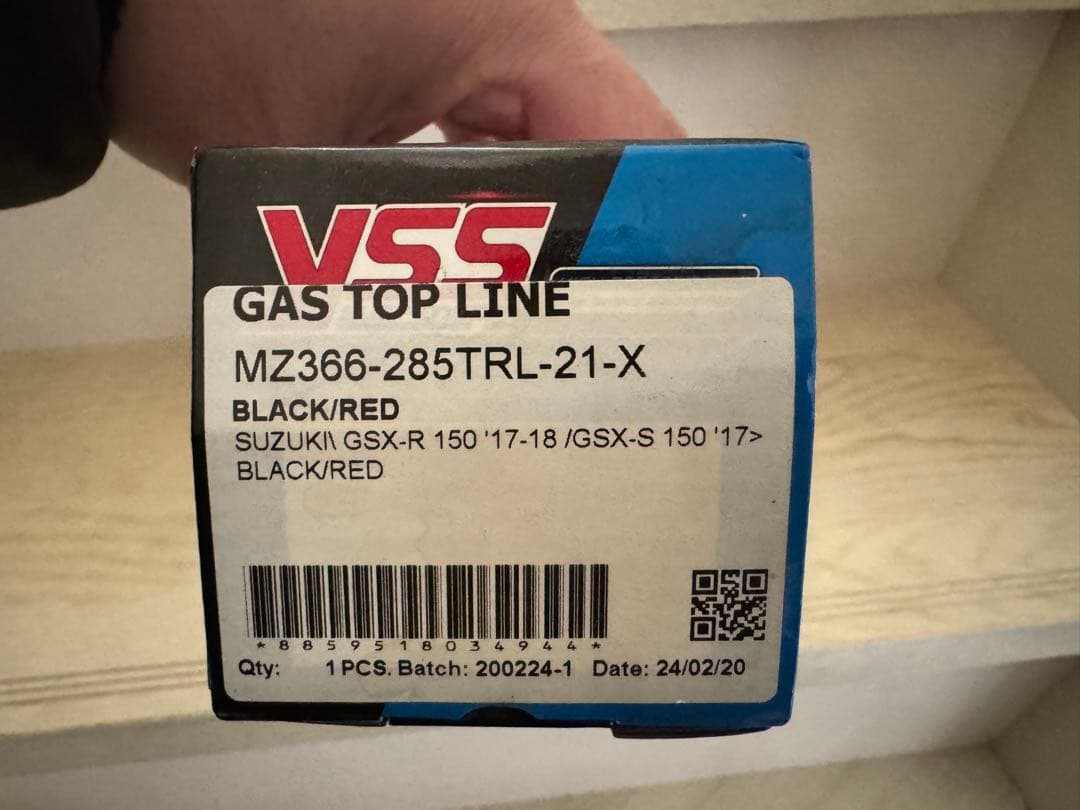 YSS
GAS TOP LINE
MZ366-285TRL-21-X
BLACK/RED
SUZUKI\ GSX-R 150 '17-18 /GSX-S 150 '17>
BLACK/RED
*8859518034944*
Qty: 1 PCS. Batch: 200224-1 Date: 24/02/20